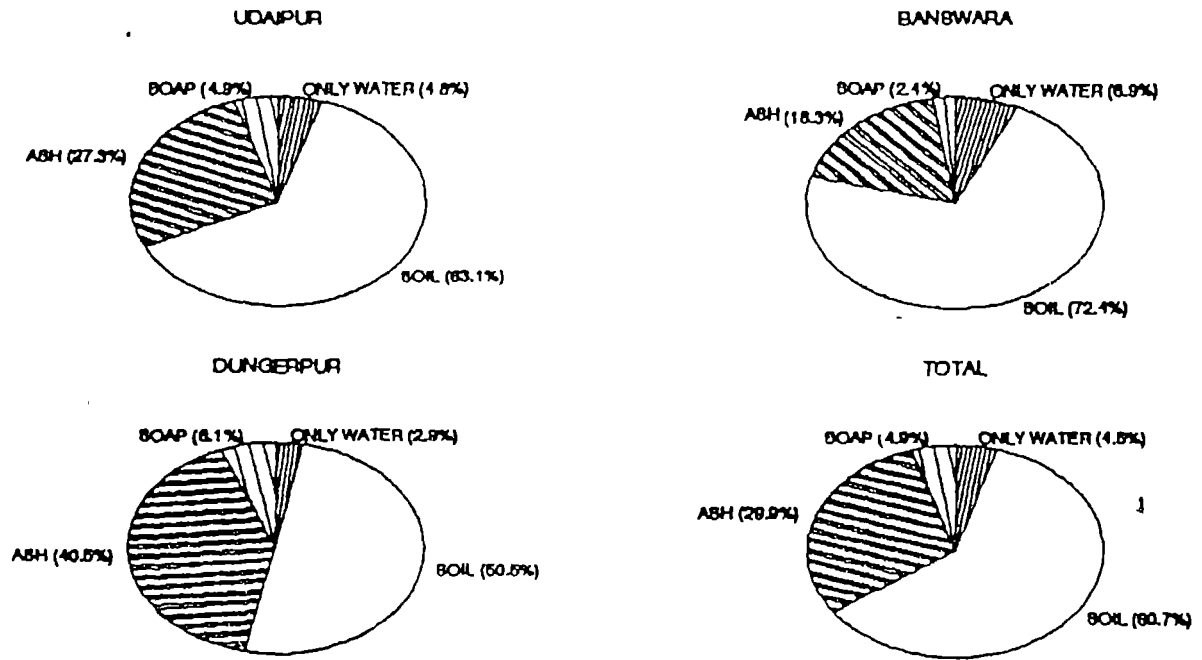 UDAIPUR
SOAP (4.9%)
ONLY WATER (4.8%)
ASH (27.3%)
SOIL (63.1%)
BANSWARA
SOAP (2.4%)
ONLY WATER (6.9%)
ASH (18.3%)
SOIL (72.4%)
DUNGERPUR
SOAP (6.1%)
ONLY WATER (2.9%)
ASH (40.5%)
SOIL (50.5%)
TOTAL
SOAP (4.9%)
ONLY WATER (4.5%)
ASH (29.9%)
SOIL (60.7%)